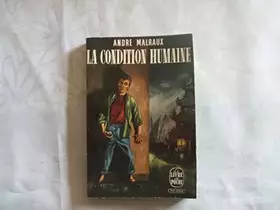 ANDRÉ MALRAUX
LA CONDITION HUMAINE
LE
LIVRE
DE
POCHE